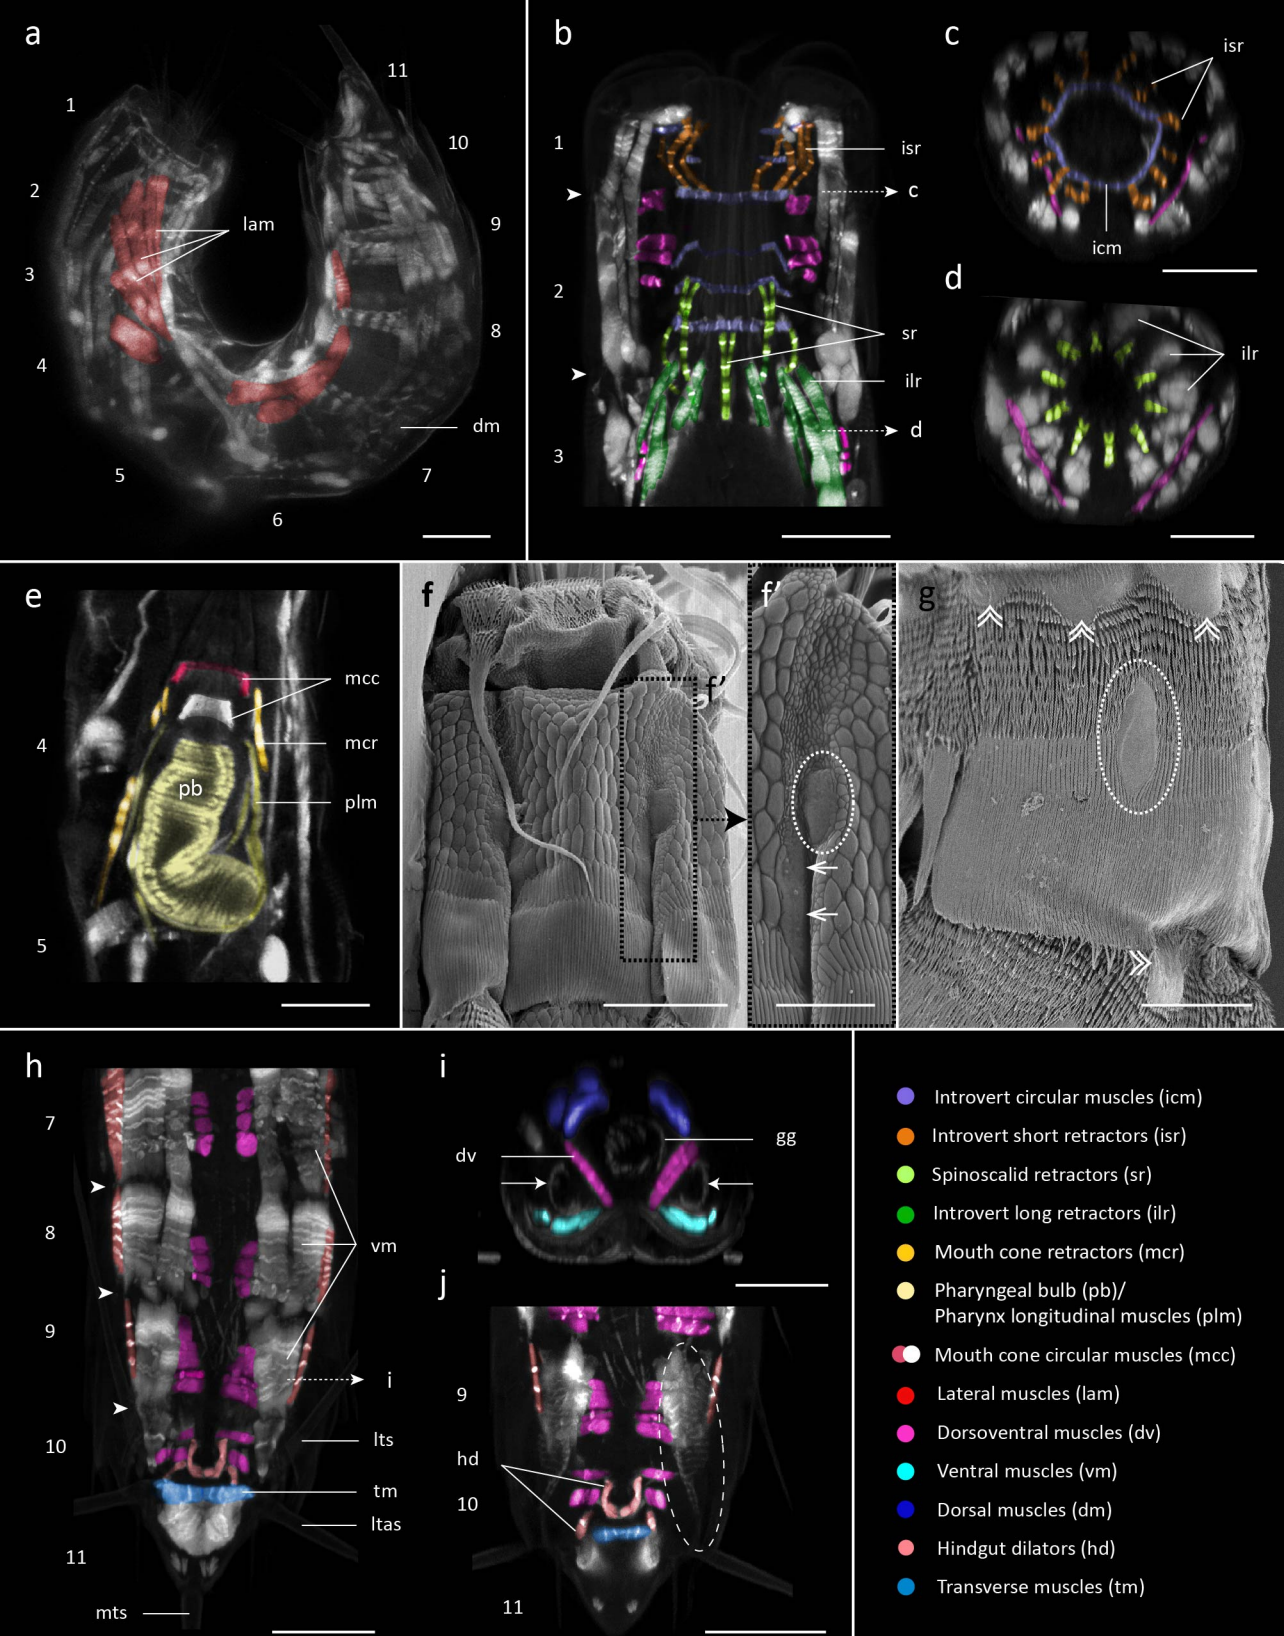 a
1
2
3
4
5
6
7
8
9
10
11
lam
dm
b
1
2
3
isr
c
sr
ilr
d
c
isr
icm
d
ilr
e
4
5
mcc
mcr
plm
pb
f
f'
f'
g
h
7
8
9
10
11
vm
i
lts
tm
ltas
mts
i
dv
gg
j
9
10
11
hd
Introvert circular muscles (icm)
Introvert short retractors (isr)
Spinoscalid retractors (sr)
Introvert long retractors (ilr)
Mouth cone retractors (mcr)
Pharyngeal bulb (pb)/
Pharynx longitudinal muscles (plm)
Mouth cone circular muscles (mcc)
Lateral muscles (lam)
Dorsoventral muscles (dv)
Ventral muscles (vm)
Dorsal muscles (dm)
Hindgut dilators (hd)
Transverse muscles (tm)